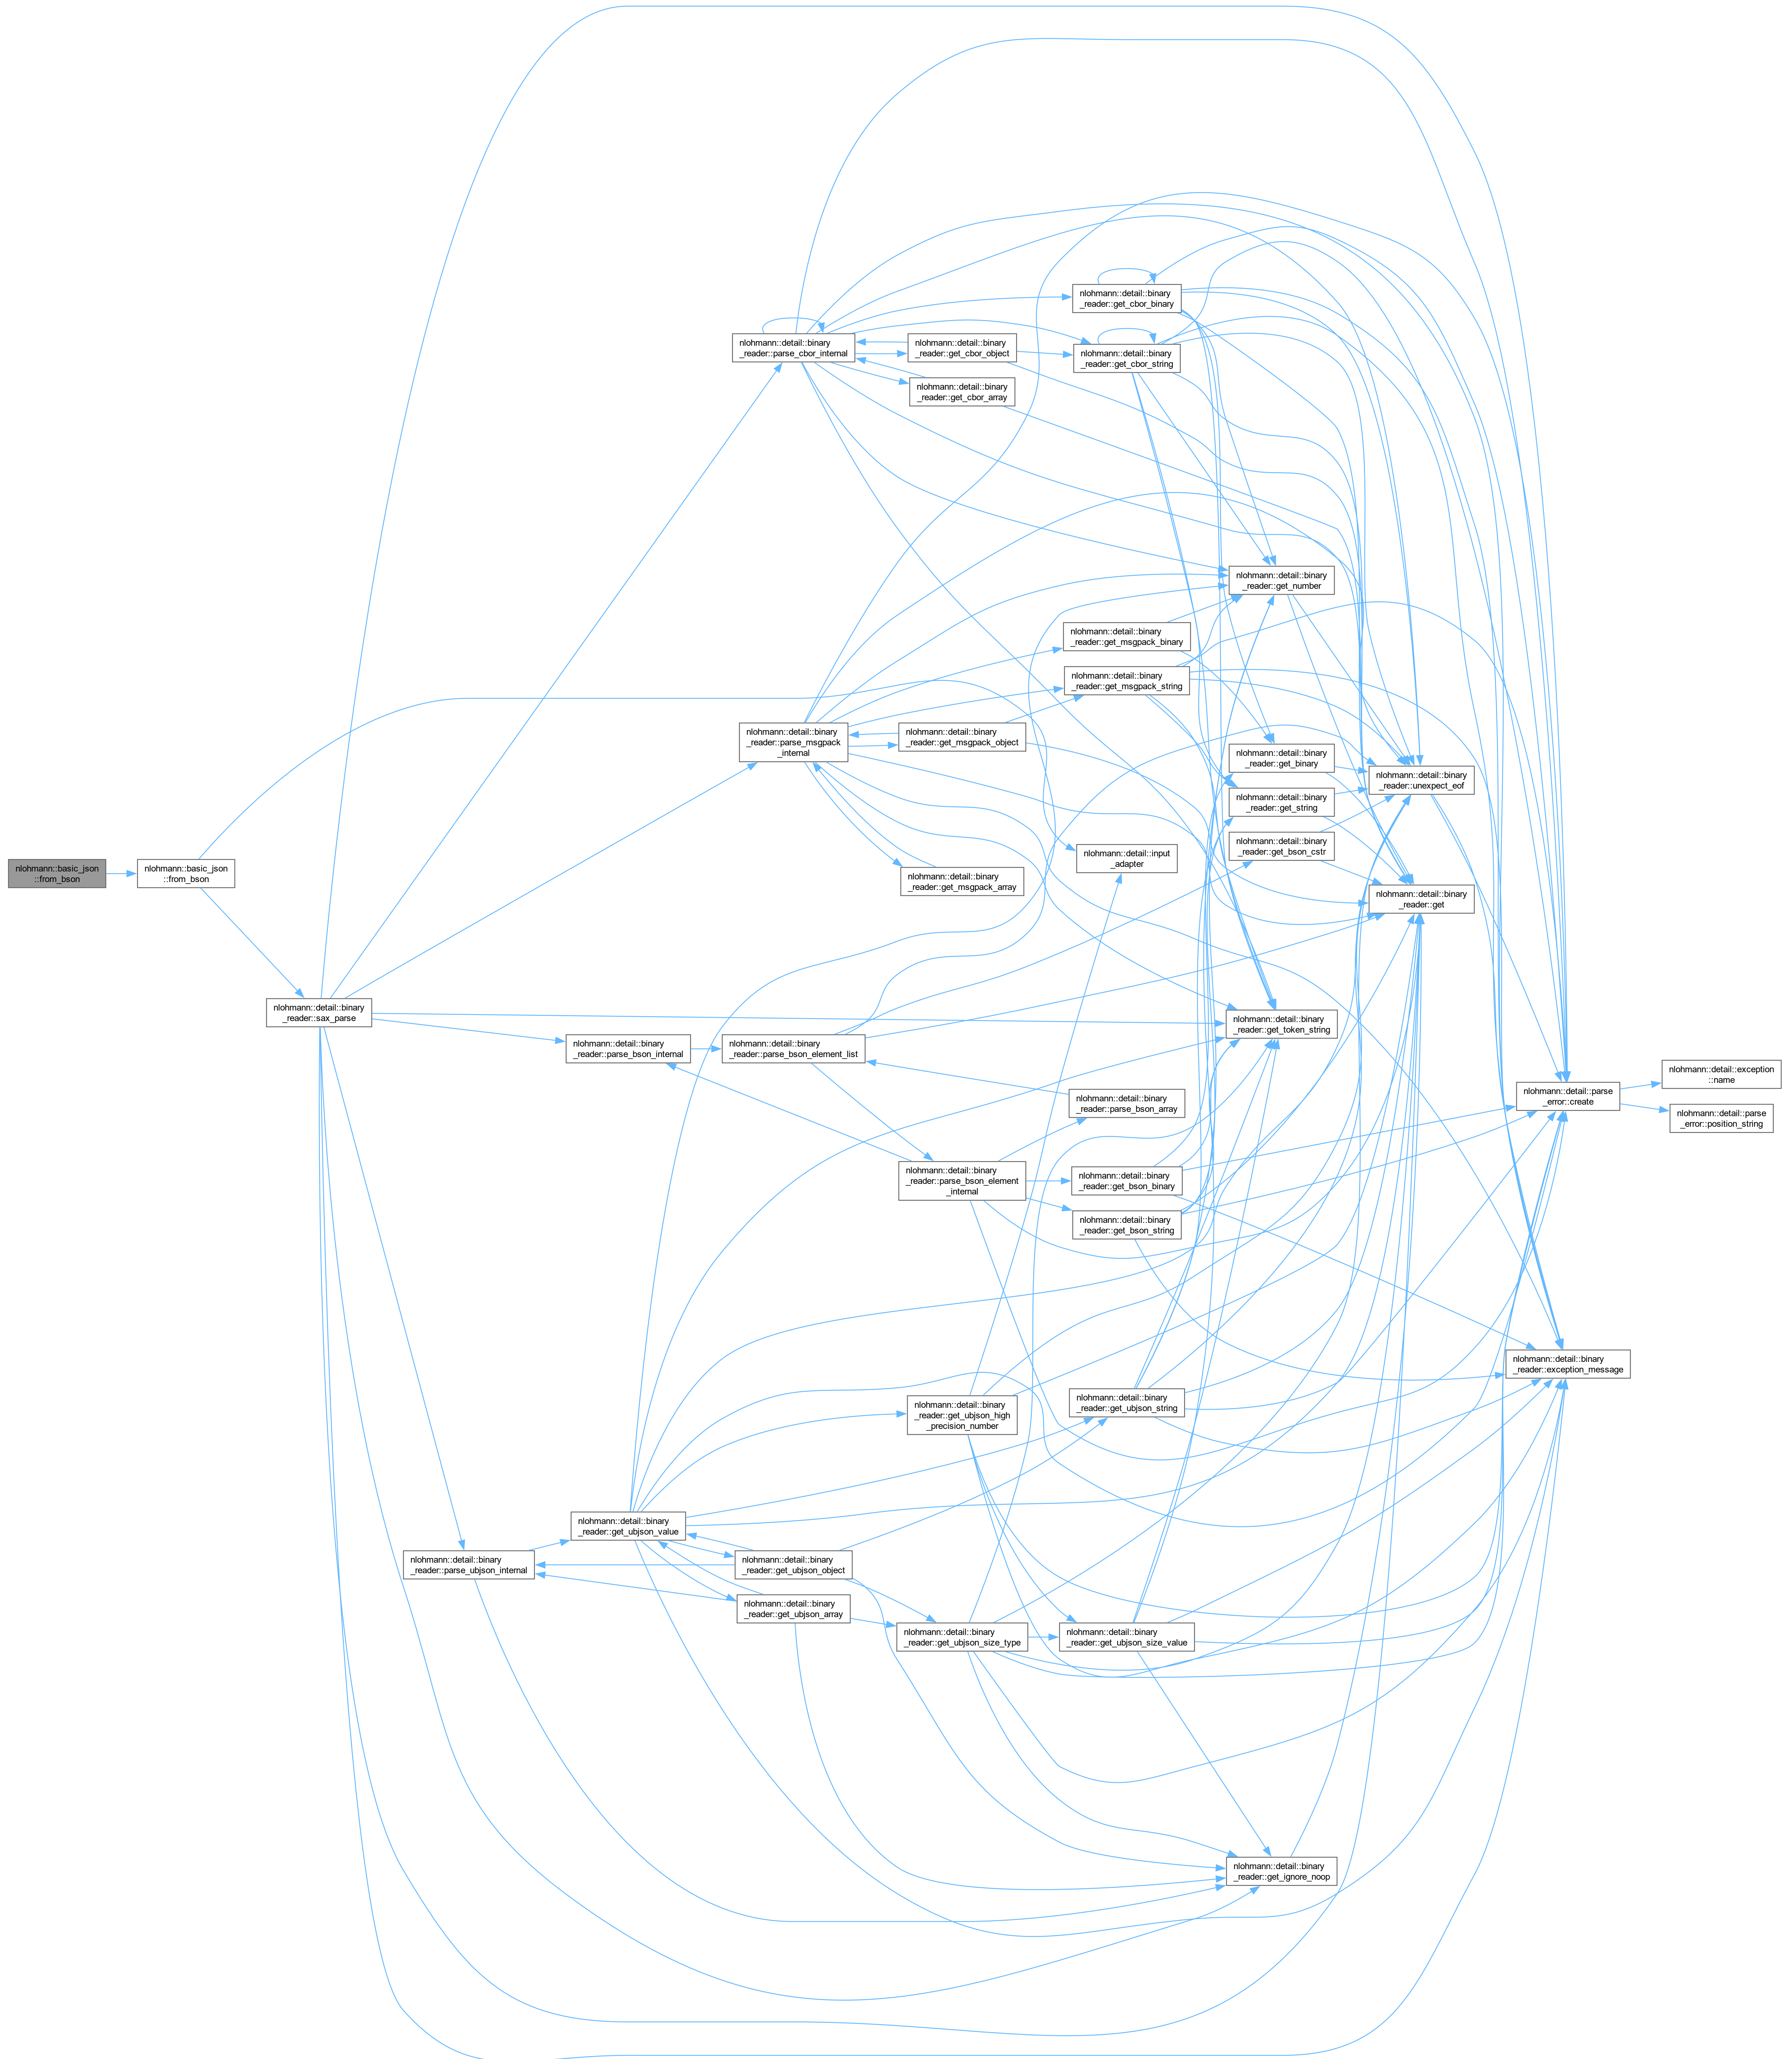 nlohmann::basic_json
::from_bson
nlohmann::basic_json
::from_bson
nlohmann::detail::binary
_reader::sax_parse
nlohmann::detail::binary
_reader::parse_cbor_internal
nlohmann::detail::binary
_reader::get_cbor_object
nlohmann::detail::binary
_reader::get_cbor_array
nlohmann::detail::binary
_reader::get_cbor_binary
nlohmann::detail::binary
_reader::get_cbor_string
nlohmann::detail::binary
_reader::get_number
nlohmann::detail::binary
_reader::get_msgpack_binary
nlohmann::detail::binary
_reader::get_msgpack_string
nlohmann::detail::binary
_reader::parse_msgpack
_internal
nlohmann::detail::binary
_reader::get_msgpack_object
nlohmann::detail::binary
_reader::get_msgpack_array
nlohmann::detail::binary
_reader::get_binary
nlohmann::detail::binary
_reader::get_string
nlohmann::detail::binary
_reader::get_bson_cstr
nlohmann::detail::binary
_reader::unexpect_eof
nlohmann::detail::binary
_reader::get
nlohmann::detail::input
_adapter
nlohmann::detail::binary
_reader::get_token_string
nlohmann::detail::binary
_reader::parse_bson_internal
nlohmann::detail::binary
_reader::parse_bson_element_list
nlohmann::detail::binary
_reader::parse_bson_array
nlohmann::detail::binary
_reader::parse_bson_element
_internal
nlohmann::detail::binary
_reader::get_bson_binary
nlohmann::detail::binary
_reader::get_bson_string
nlohmann::detail::parse
_error::create
nlohmann::detail::exception
::name
nlohmann::detail::parse
_error::position_string
nlohmann::detail::binary
_reader::exception_message
nlohmann::detail::binary
_reader::get_ubjson_high
_precision_number
nlohmann::detail::binary
_reader::get_ubjson_string
nlohmann::detail::binary
_reader::get_ubjson_value
nlohmann::detail::binary
_reader::parse_ubjson_internal
nlohmann::detail::binary
_reader::get_ubjson_object
nlohmann::detail::binary
_reader::get_ubjson_array
nlohmann::detail::binary
_reader::get_ubjson_size_type
nlohmann::detail::binary
_reader::get_ubjson_size_value
nlohmann::detail::binary
_reader::get_ignore_noop